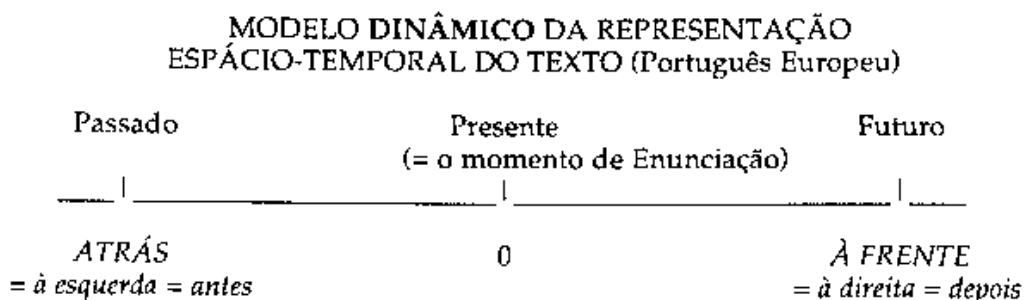 MODELO DINÂMICO DA REPRESENTAÇÃO
ESPÁCIO-TEMPORAL DO TEXTO (Português Europeu)
Passado Presente Futuro
(= o momento de Enunciação)
ATRÁS 0 À FRENTE
= à esquerda = antes = à direita = depois